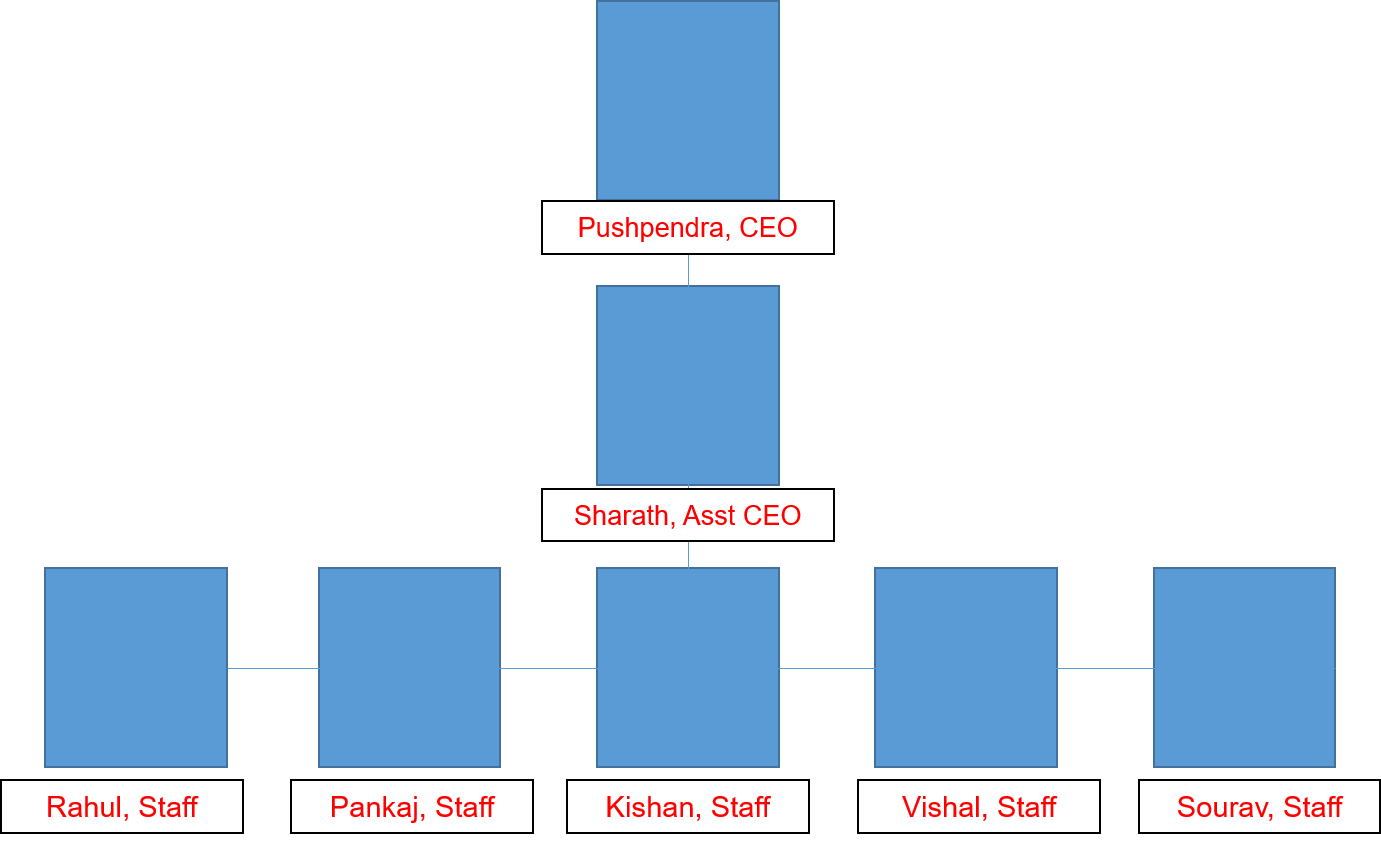 Pushpendra, CEO
Sharath, Asst CEO
Rahul, Staff
Pankaj, Staff
Kishan, Staff
Vishal, Staff
Sourav, Staff